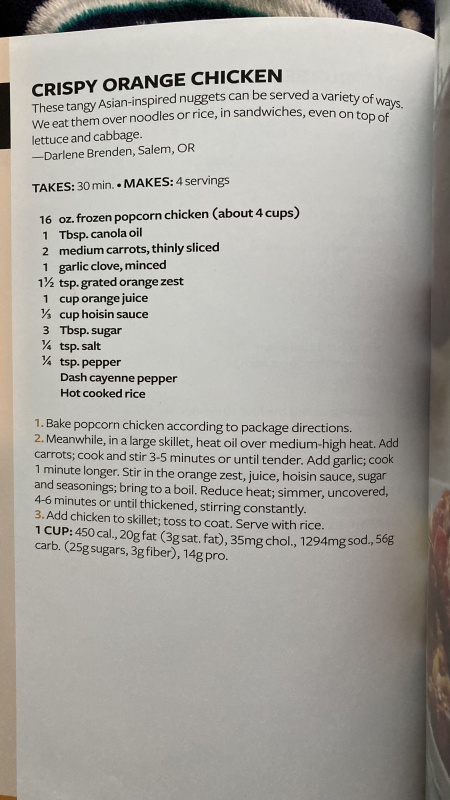 CRISPY ORANGE CHICKEN
These tangy Asian-inspired nuggets can be served a variety of ways.
We eat them over noodles or rice, in sandwiches, even on top of
lettuce and cabbage.
—Darlene Brenden, Salem, OR
TAKES: 30 min. • MAKES: 4 servings
16 oz. frozen popcorn chicken (about 4 cups)
1 Tbsp. canola oil
2 medium carrots, thinly sliced
1 garlic clove, minced
1½ tsp. grated orange zest
1 cup orange juice
⅓ cup hoisin sauce
3 Tbsp. sugar
¼ tsp. salt
¼ tsp. pepper
Dash cayenne pepper
Hot cooked rice
1. Bake popcorn chicken according to package directions.
2. Meanwhile, in a large skillet, heat oil over medium-high heat. Add
carrots; cook and stir 3-5 minutes or until tender. Add garlic; cook
1 minute longer. Stir in the orange zest, juice, hoisin sauce, sugar
and seasonings; bring to a boil. Reduce heat; simmer, uncovered,
4-6 minutes or until thickened, stirring constantly.
3. Add chicken to skillet; toss to coat. Serve with rice.
1 CUP: 450 cal., 20g fat (3g sat. fat), 35mg chol., 1294mg sod., 56g
carb. (25g sugars, 3g fiber), 14g pro.